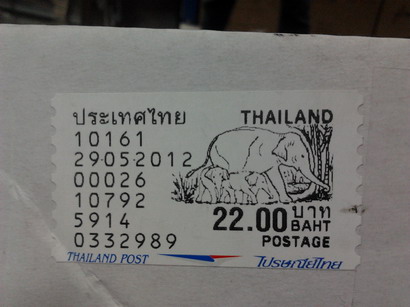 ประเทศไทย
10161
29.05.2012
00026
10792
5914
0332989
THAILAND
22.00 บาท
BAHT
POSTAGE
THAILAND POST
ไปรษณีย์ไทย